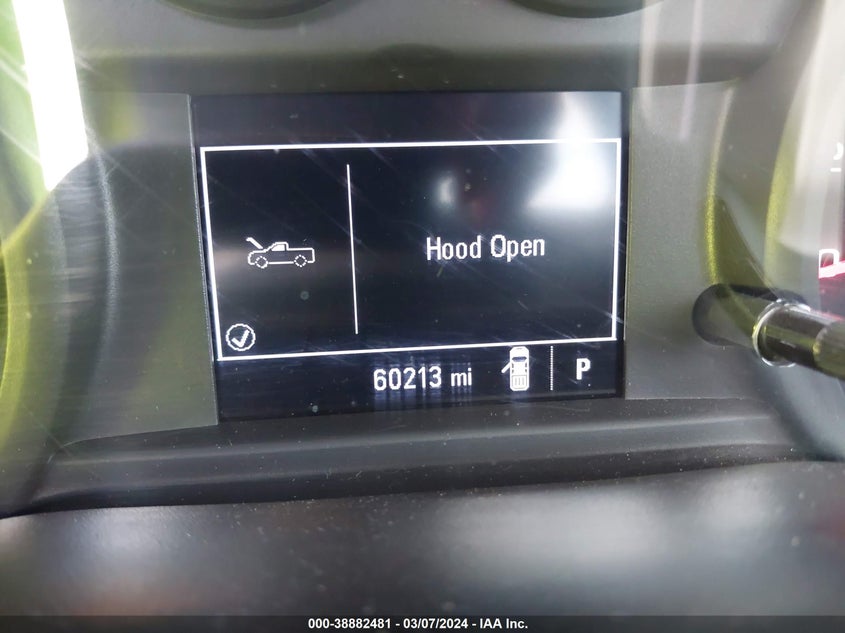 Hood Open
60213 mi
P
000-38882481 - 03/07/2024 - IAA Inc.